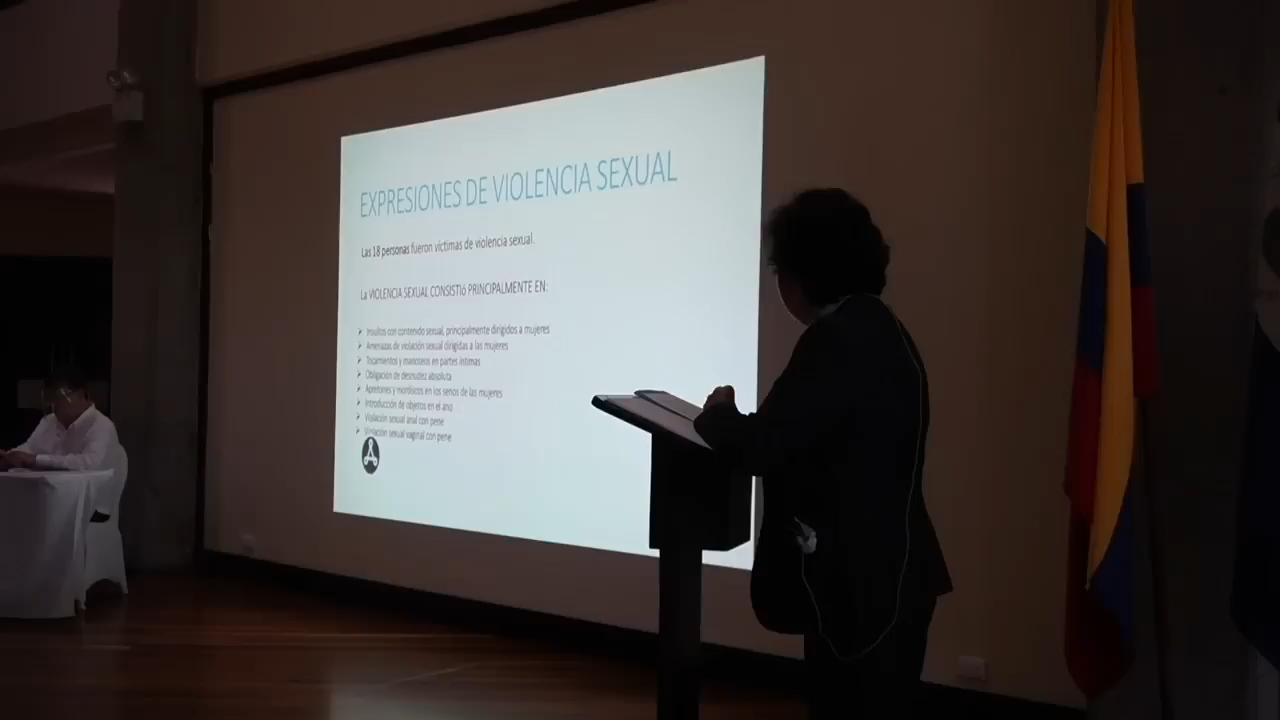 EXPRESIONES DE VIOLENCIA SEXUAL
Las 18 personas fueron víctimas de violencia sexual.
La VIOLENCIA SEXUAL CONSISTIó PRINCIPALMENTE EN:
Insultos con contenido sexual, principalmente dirigidos a mujeres
Amenazas de violación sexual dirigidas a las mujeres
Tocamientos y manoseos en partes íntimas
Obligación de desnudez absoluta
Apretones y mordiscos en los senos de las mujeres
Introducción de objetos en el ano
Violación sexual anal con pene
Violación sexual vaginal con pene